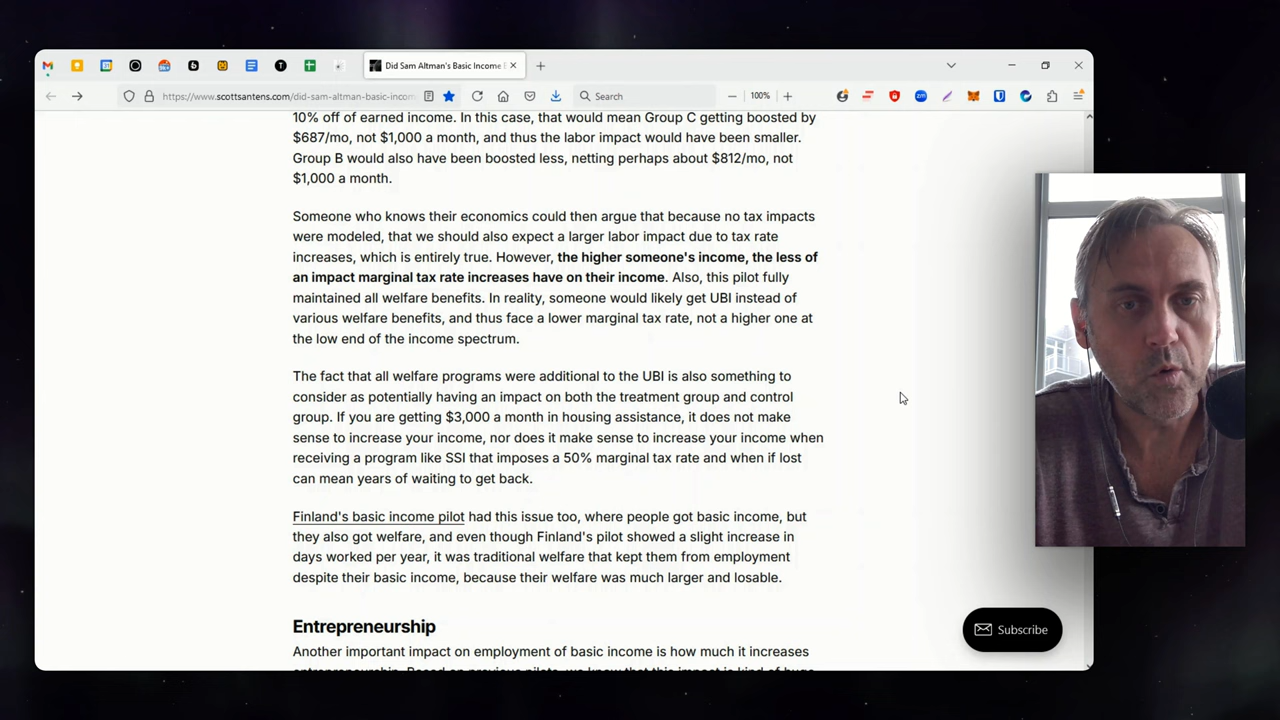 Did Sam Altman's Basic Income E
https://www.scottsantens.com/did-sam-altman-basic-incom
Search
100%
10% off of earned income. In this case, that would mean Group C getting boosted by
$687/mo, not $1,000 a month, and thus the labor impact would have been smaller.
Group B would also have been boosted less, netting perhaps about $812/mo, not
$1,000 a month.
Someone who knows their economics could then argue that because no tax impacts
were modeled, that we should also expect a larger labor impact due to tax rate
increases, which is entirely true. However, the higher someone's income, the less of
an impact marginal tax rate increases have on their income. Also, this pilot fully
maintained all welfare benefits. In reality, someone would likely get UBI instead of
various welfare benefits, and thus face a lower marginal tax rate, not a higher one at
the low end of the income spectrum.
The fact that all welfare programs were additional to the UBI is also something to
consider as potentially having an impact on both the treatment group and control
group. If you are getting $3,000 a month in housing assistance, it does not make
sense to increase your income, nor does it make sense to increase your income when
receiving a program like SSI that imposes a 50% marginal tax rate and when if lost
can mean years of waiting to get back.
Finland's basic income pilot had this issue too, where people got basic income, but
they also got welfare, and even though Finland's pilot showed a slight increase in
days worked per year, it was traditional welfare that kept them from employment
despite their basic income, because their welfare was much larger and losable.
Subscribe
Entrepreneurship
Another important impact on employment of basic income is how much it increases
entrepreneurship. Based on previous pilots, we know that this impact is kind of huge